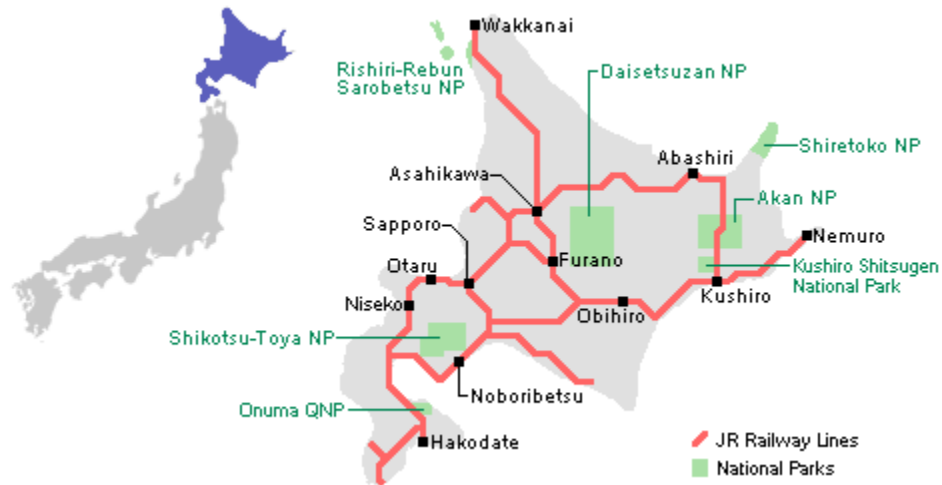 Wakkanai
Rishiri-Rebun
Sarobetsu NP
Daisetsuzan NP
Shiretoko NP
Abashiri
Asahikawa
Akan NP
Sapporo
Nemuro
Otaru
Furano
Kushiro Shitsugen
National Park
Niseko
Kushiro
Obihiro
Shikotsu-Toya NP
Noboribetsu
Onuma QNP
Hakodate
JR Railway Lines
National Parks